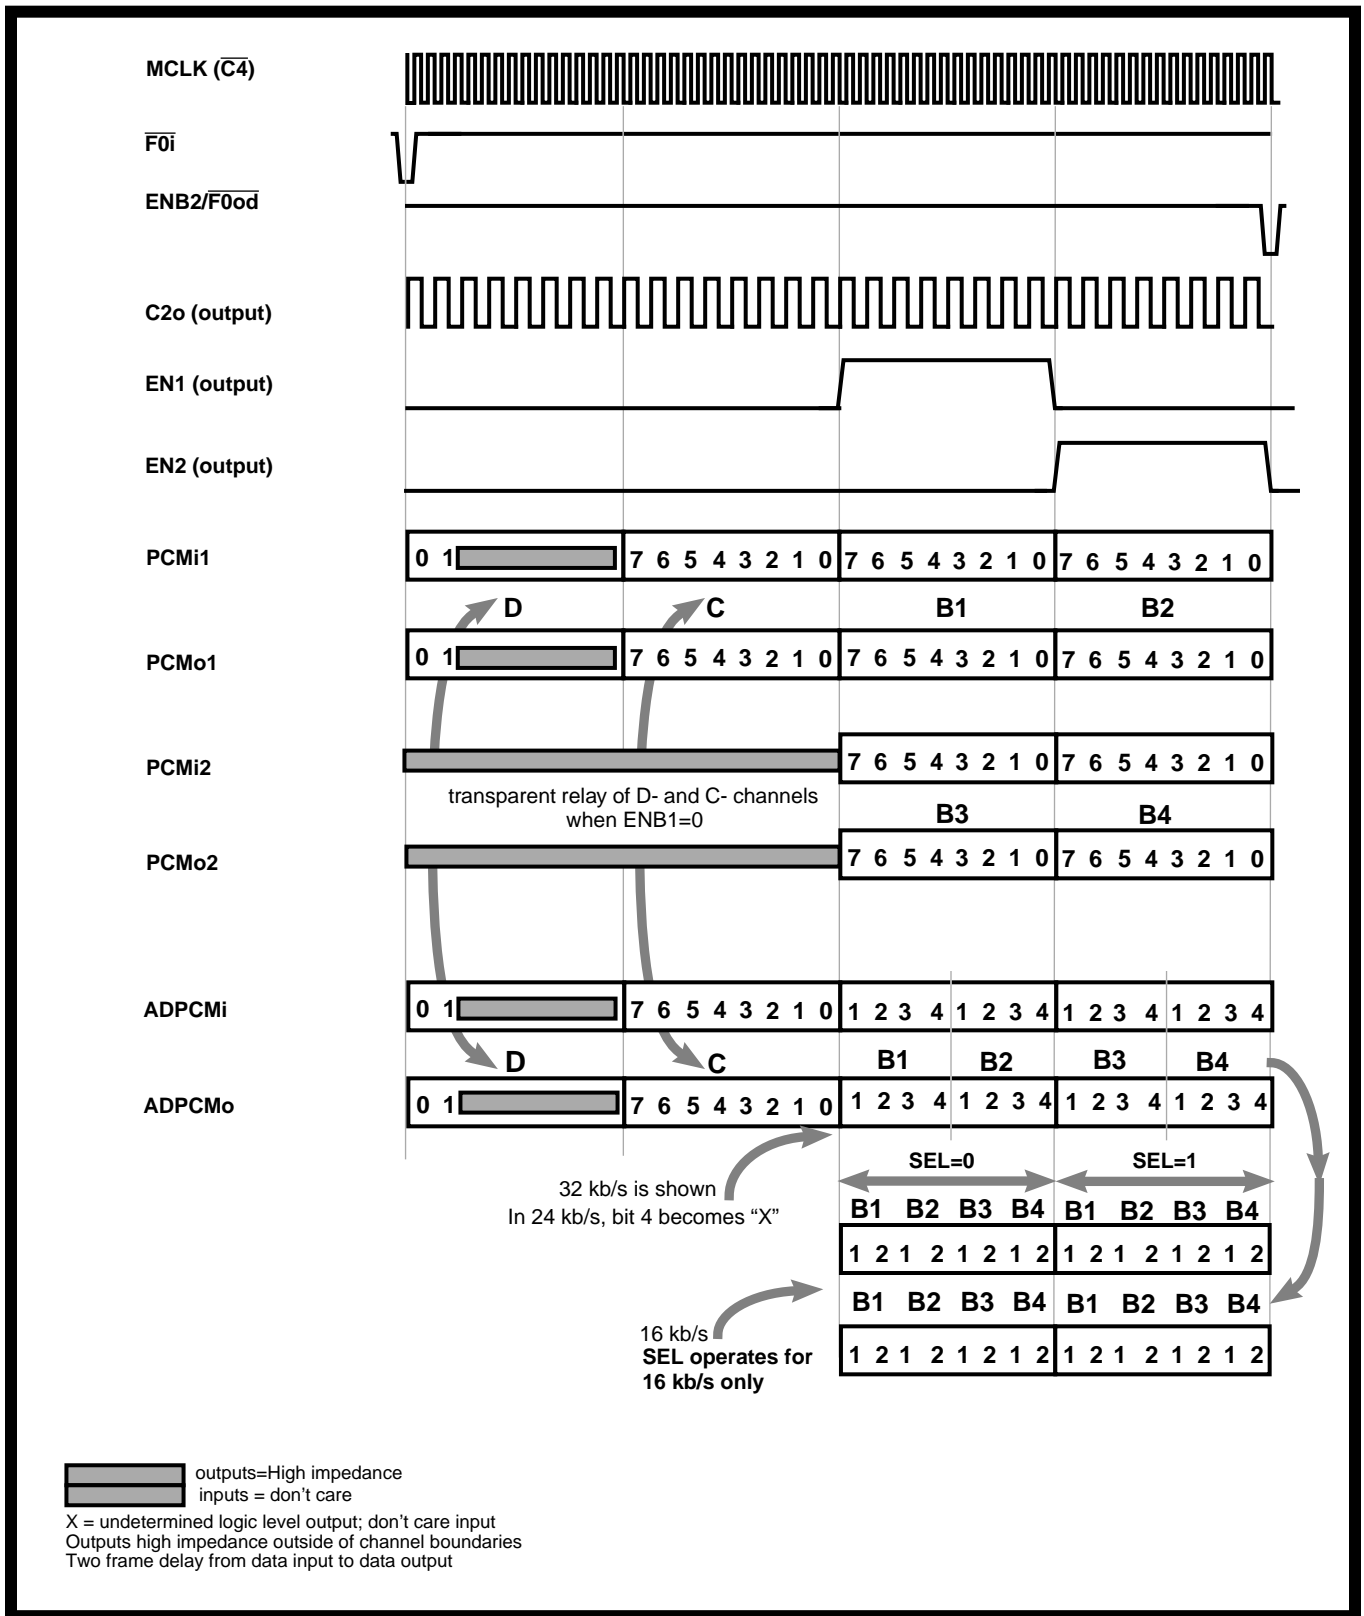 MCLK (C4)
F0i
ENB2/F0od
C2o (output)
EN1 (output)
EN2 (output)
PCMi1
0 1 7 6 5 4 3 2 1 0 7 6 5 4 3 2 1 0 7 6 5 4 3 2 1 0
D C B1 B2
PCMo1
0 1 7 6 5 4 3 2 1 0 7 6 5 4 3 2 1 0 7 6 5 4 3 2 1 0
PCMi2
7 6 5 4 3 2 1 0 7 6 5 4 3 2 1 0
transparent relay of D- and C- channels
when ENB1=0
B3 B4
PCMo2
7 6 5 4 3 2 1 0 7 6 5 4 3 2 1 0
ADPCMi
0 1 7 6 5 4 3 2 1 0 1 2 3 4 1 2 3 4 1 2 3 4 1 2 3 4
D C B1 B2 B3 B4
ADPCMo
0 1 7 6 5 4 3 2 1 0 1 2 3 4 1 2 3 4 1 2 3 4 1 2 3 4
SEL=0 SEL=1
32 kb/s is shown
In 24 kb/s, bit 4 becomes “X”
B1 B2 B3 B4 B1 B2 B3 B4
1 2 1 2 1 2 1 2 1 2 1 2 1 2 1 2
B1 B2 B3 B4 B1 B2 B3 B4
16 kb/s
SEL operates for
16 kb/s only
1 2 1 2 1 2 1 2 1 2 1 2 1 2 1 2
outputs=High impedance
inputs = don't care
X = undetermined logic level output; don't care input
Outputs high impedance outside of channel boundaries
Two frame delay from data input to data output